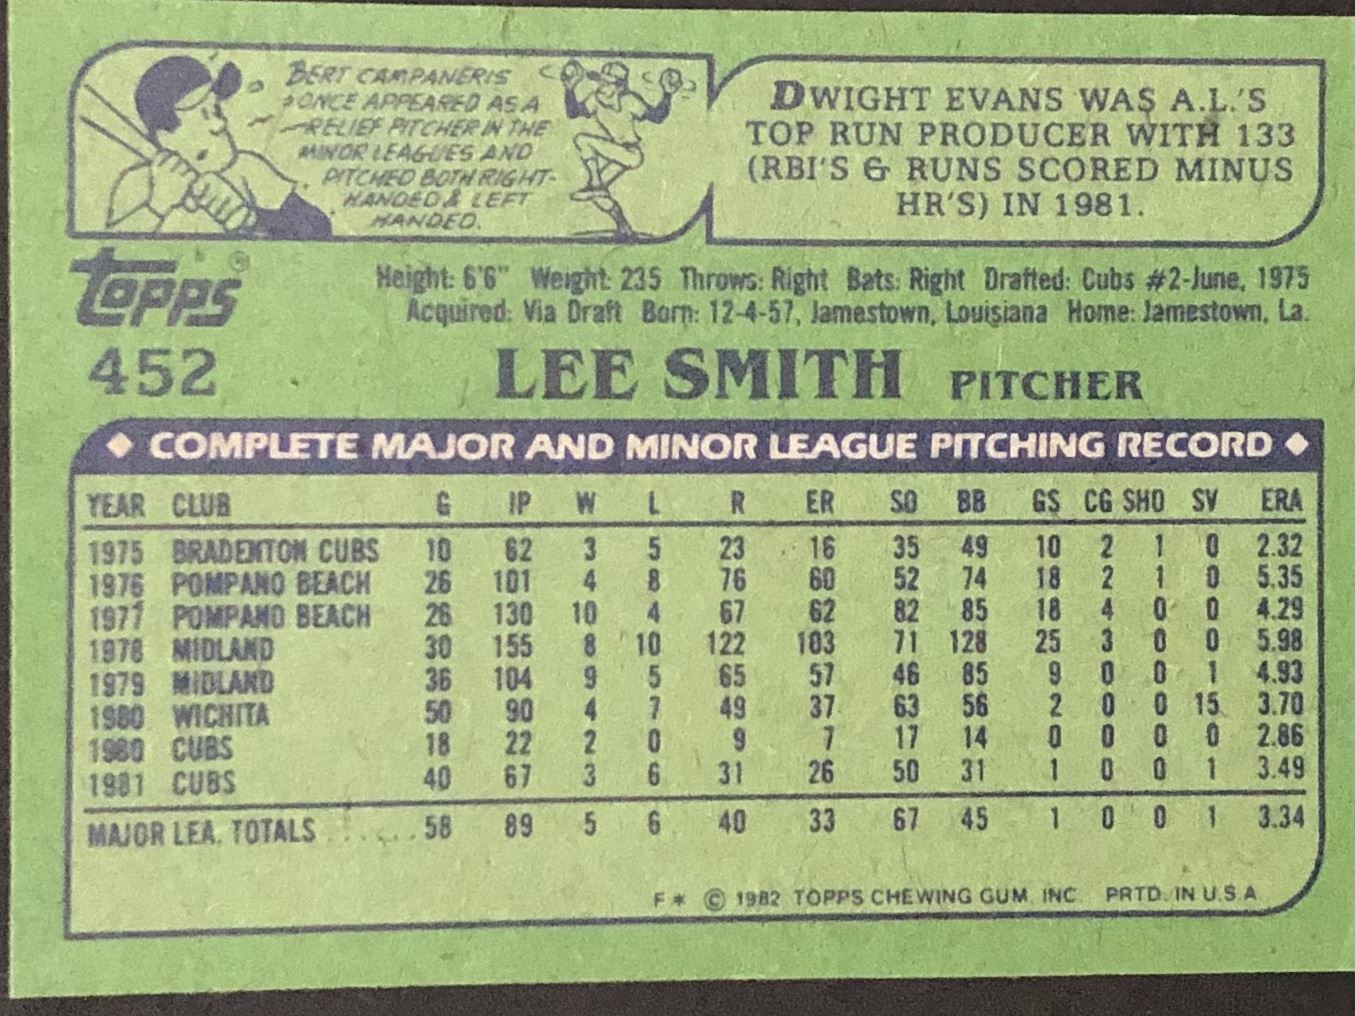 BERT CAMPANERIS
ONCE APPEARED AS A
RELIEF PITCHER IN THE
MINOR LEAGUES AND
PITCHED BOTH RIGHT-
HANDED & LEFT
HANDED.
DWIGHT EVANS WAS A.L.'S
TOP RUN PRODUCER WITH 133
(RBI'S & RUNS SCORED MINUS
HR'S) IN 1981.
Topps®
Height: 6'6" Weight: 235 Throws: Right Bats: Right Drafted: Cubs #2-June, 1975
Acquired: Via Draft Born: 12-4-57, Jamestown, Louisiana Home: Jamestown, La.
452 LEE SMITH PITCHER
COMPLETE MAJOR AND MINOR LEAGUE PITCHING RECORD
YEAR CLUB G IP W L R ER SO BB GS CG SHO SV ERA
1975 BRADENTON CUBS 10 62 3 5 23 16 35 49 10 2 1 0 2.32
1976 POMPANO BEACH 26 101 4 8 76 60 52 74 18 2 1 0 5.35
1977 POMPANO BEACH 26 130 10 4 67 62 82 85 18 4 0 0 4.29
1978 MIDLAND 30 155 8 10 122 103 71 128 25 3 0 0 5.98
1979 MIDLAND 36 104 9 5 65 57 46 85 9 0 0 1 4.93
1980 WICHITA 50 90 4 7 49 37 63 56 2 0 0 15 3.70
1980 CUBS 18 22 2 0 9 7 17 14 0 0 0 0 2.86
1981 CUBS 40 67 3 6 31 26 50 31 1 0 0 1 3.49
MAJOR LEA. TOTALS ....... 58 89 5 6 40 33 67 45 1 0 0 1 3.34
F* © 1982 TOPPS CHEWING GUM, INC. PRTD. IN U.S.A.